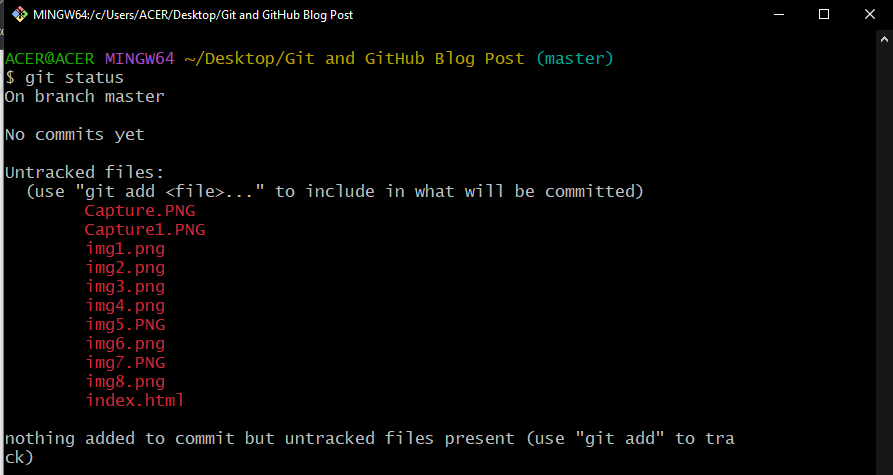 MINGW64:/c/Users/ACER/Desktop/Git and GitHub Blog Post
ACER@ACER MINGW64 ~/Desktop/Git and GitHub Blog Post (master)
$ git status
On branch master
No commits yet
Untracked files:
(use "git add <file>..." to include in what will be committed)
Capture.PNG
Capture1.PNG
img1.png
img2.png
img3.png
img4.png
img5.PNG
img6.png
img7.PNG
img8.png
index.html
nothing added to commit but untracked files present (use "git add" to tra
ck)